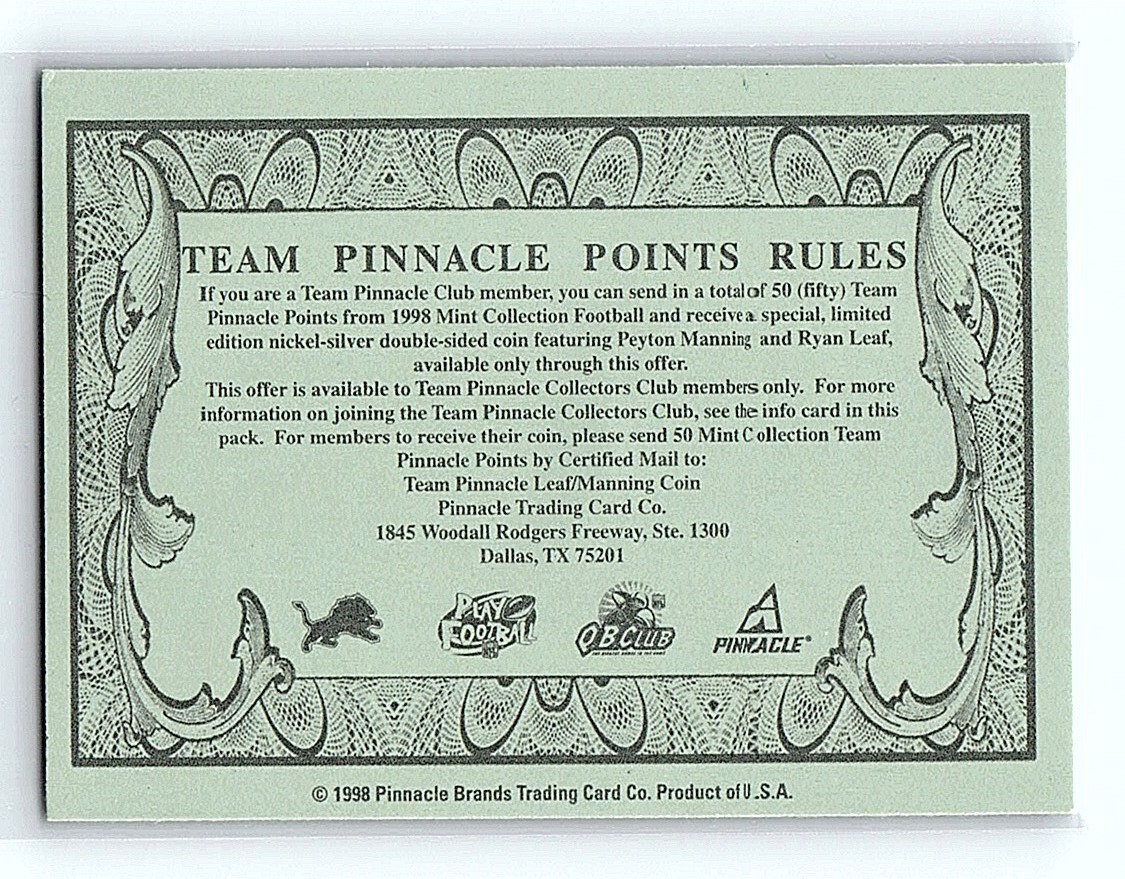 TEAM PINNACLE POINTS RULES
If you are a Team Pinnacle Club member, you can send in a total of 50 (fifty) Team
Pinnacle Points from 1998 Mint Collection Football and receive a special, limited
edition nickel-silver double-sided coin featuring Peyton Manning and Ryan Leaf,
available only through this offer.
This offer is available to Team Pinnacle Collectors Club members only. For more
information on joining the Team Pinnacle Collectors Club, see the info card in this
pack. For members to receive their coin, please send 50 Mint Collection Team
Pinnacle Points by Certified Mail to:
Team Pinnacle Leaf/Manning Coin
Pinnacle Trading Card Co.
1845 Woodall Rodgers Freeway, Ste. 1300
Dallas, TX 75201
PLAY
FOOTBALL
QB CLUB
PINNACLE®
© 1998 Pinnacle Brands Trading Card Co. Product of U.S.A.